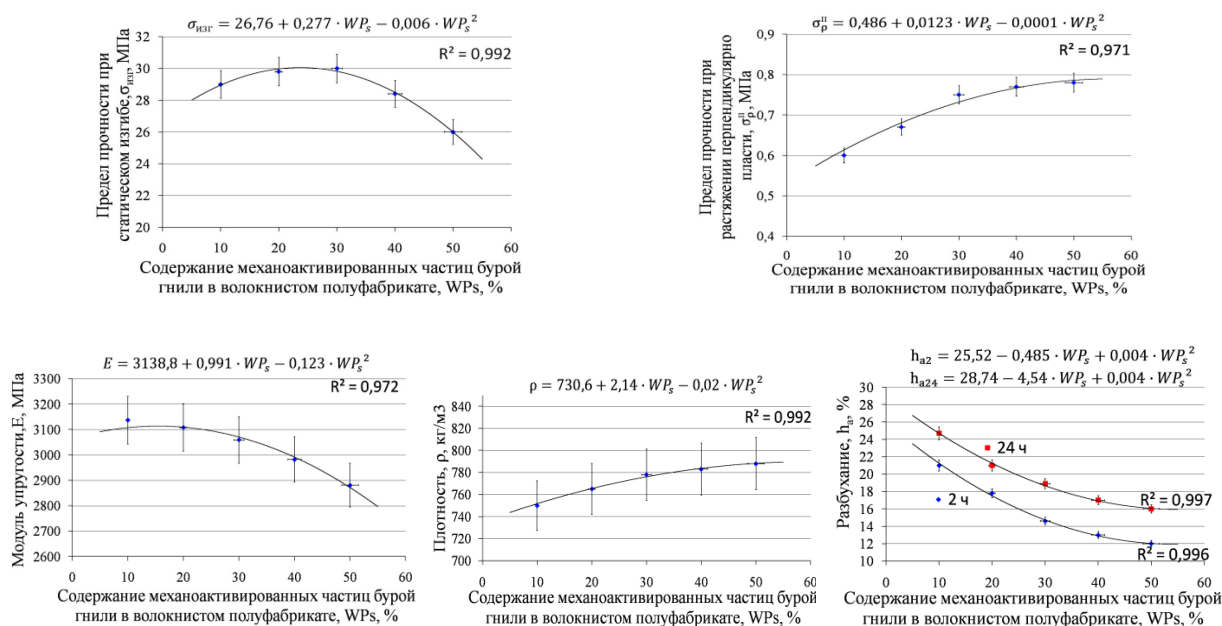 σизг = 26,76 + 0,277 · WPs − 0,006 · WPs²
R² = 0,992
Предел прочности при
статическом изгибе,σизг, МПа
32
30
28
26
24
22
20
0 10 20 30 40 50 60
Содержание механоактивированных частиц бурой
гнили в волокнистом полуфабрикате, WPs, %
σρᴨ = 0,486 + 0,0123 · WPs − 0,0001 · WPs²
R² = 0,971
Предел прочности при
растяжении перпендикулярно
пласти, σρᴨ, МПа
0,9
0,8
0,7
0,6
0,5
0,4
0 10 20 30 40 50 60
Содержание механоактивированных частиц бурой
гнили в волокнистом полуфабрикате, WPs, %
E = 3138,8 + 0,991 · WPs − 0,123 · WPs²
R² = 0,972
Модуль упругости,Е, МПа
3300
3200
3100
3000
2900
2800
2700
2600
0 10 20 30 40 50 60
Содержание механоактивированных частиц бурой
гнили в волокнистом полуфабрикате, WPs, %
ρ = 730,6 + 2,14 · WPs − 0,02 · WPs²
R² = 0,992
Плотность, ρ, кг/м3
840
820
800
780
760
740
720
700
0 10 20 30 40 50 60
Содержание механоактивированных частиц бурой
гнили в волокнистом полуфабрикате, WPs, %
ha2 = 25,52 − 0,485 · WPs + 0,004 · WPs²
ha24 = 28,74 − 4,54 · WPs + 0,004 · WPs²
Разбухание, ha, %
30
28
26
24
22
20
18
16
14
12
10
24 ч
2 ч
R² = 0,997
R² = 0,996
0 10 20 30 40 50 60
Содержание механоактивированных частиц бурой
гнили в волокнистом полуфабрикате, WPs, %